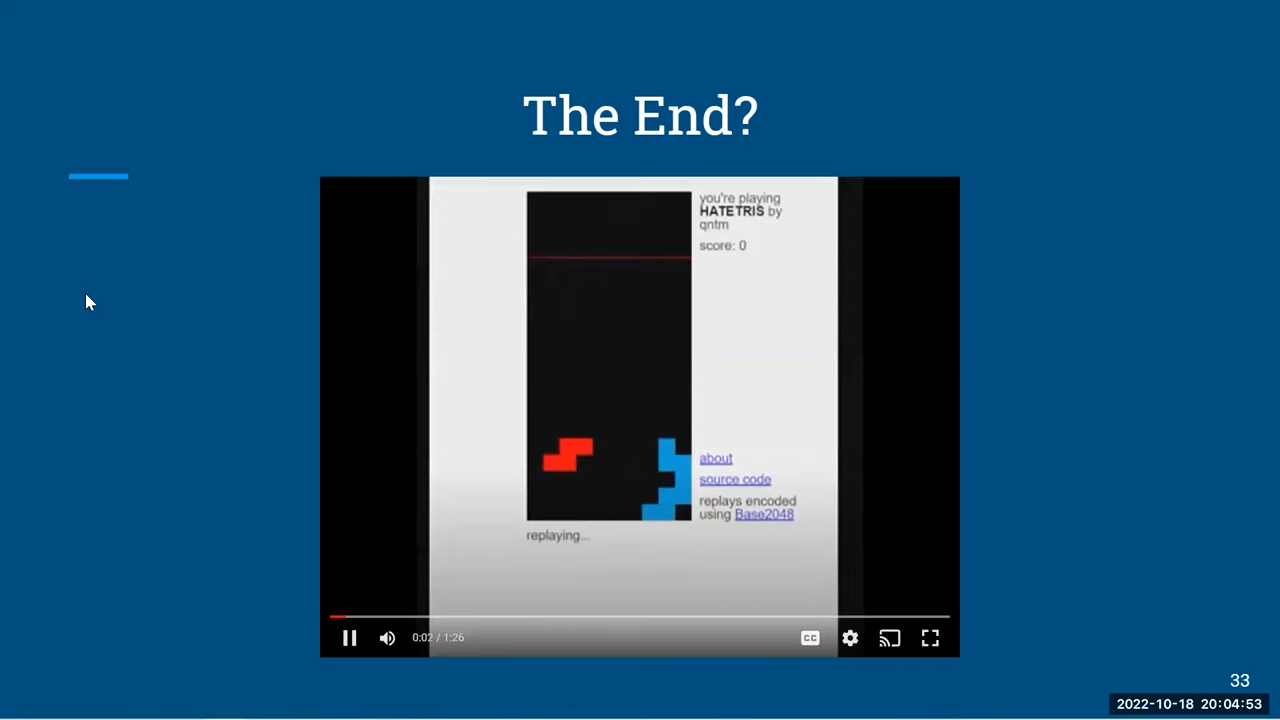 The End?
you're playing
HATETRIS by
qntm
score: 0
about
source code
replays encoded
using Base2048
replaying...
0:02 / 1:26
CC
33
2022-10-18 20:04:53